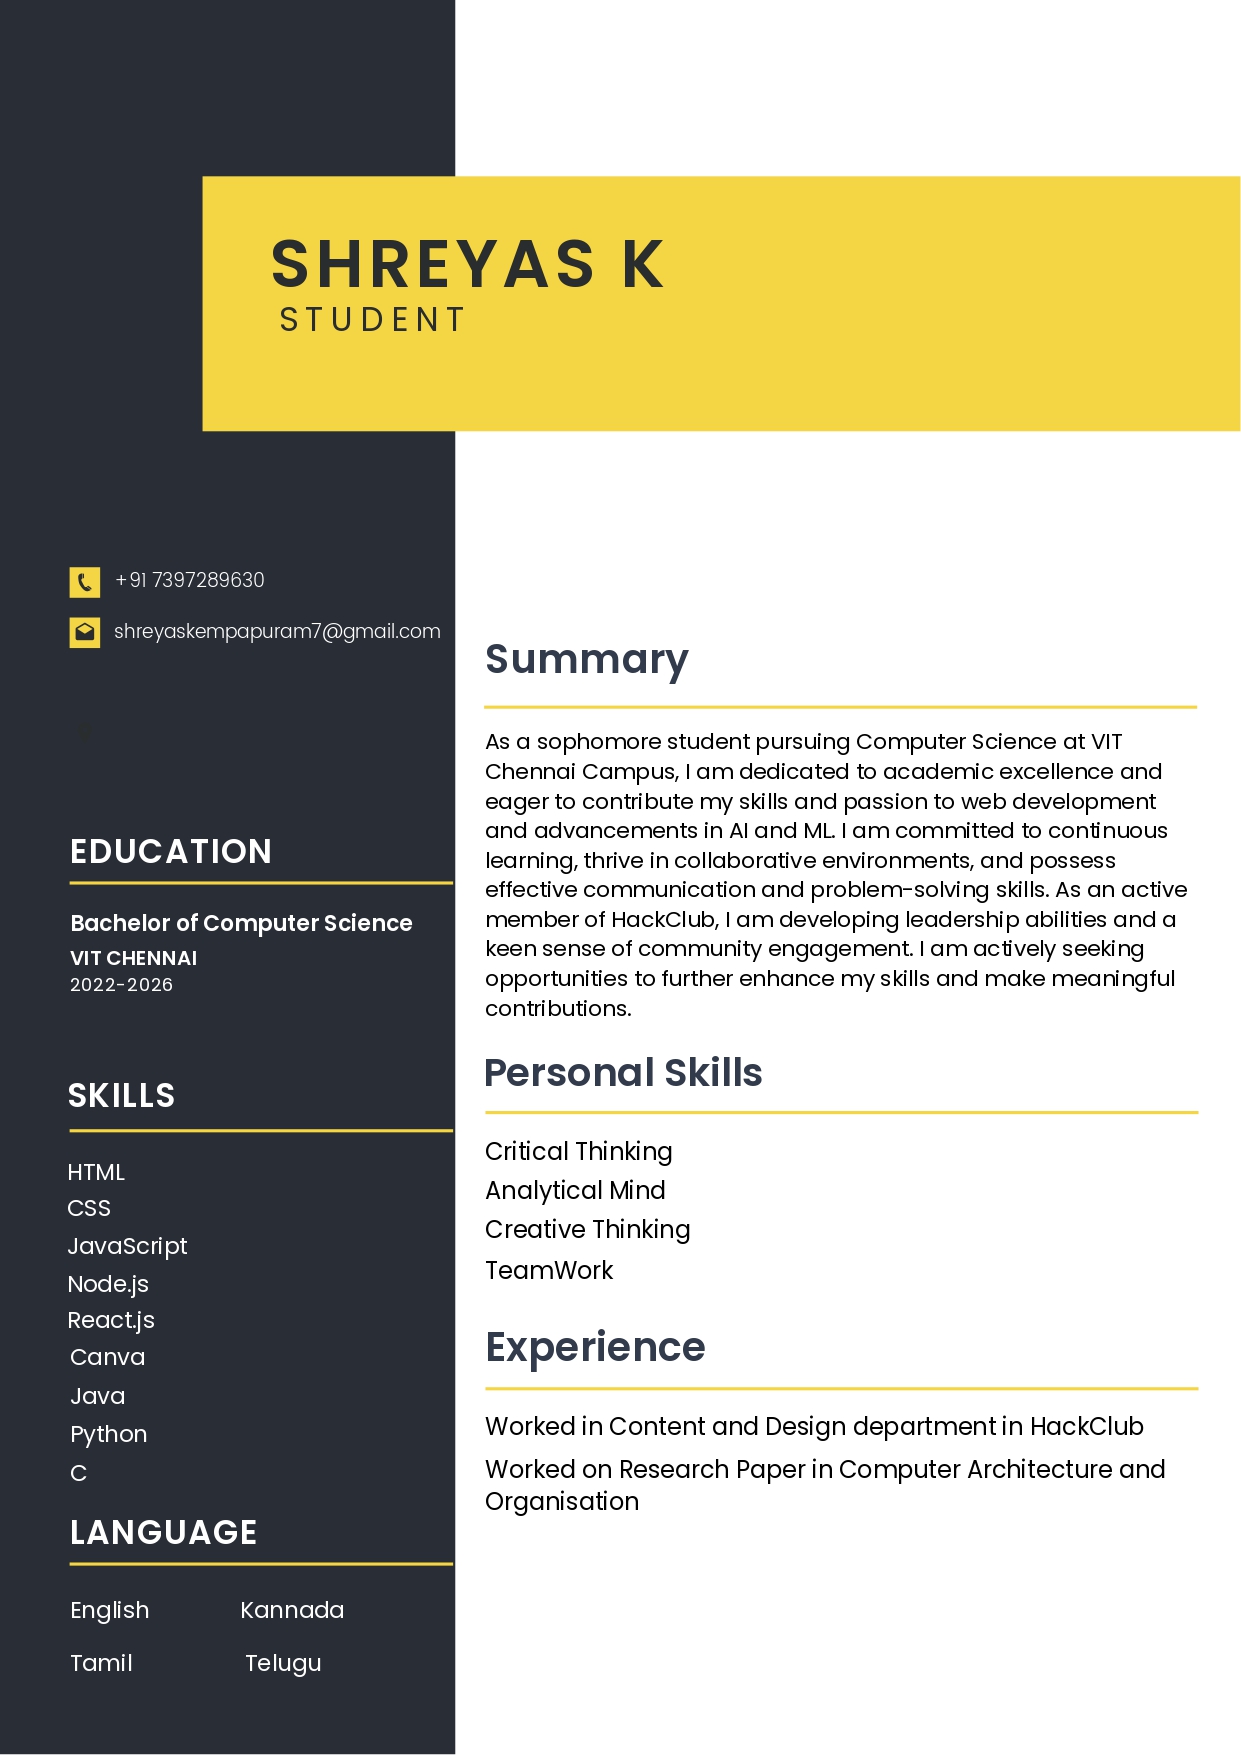 SHREYAS K
STUDENT
+91 7397289630
shreyaskempapuram7@gmail.com
EDUCATION
Bachelor of Computer Science
VIT CHENNAI
2022-2026
SKILLS
HTML
CSS
JavaScript
Node.js
React.js
Canva
Java
Python
C
LANGUAGE
English Kannada
Tamil Telugu
Summary
As a sophomore student pursuing Computer Science at VIT
Chennai Campus, I am dedicated to academic excellence and
eager to contribute my skills and passion to web development
and advancements in AI and ML. I am committed to continuous
learning, thrive in collaborative environments, and possess
effective communication and problem-solving skills. As an active
member of HackClub, I am developing leadership abilities and a
keen sense of community engagement. I am actively seeking
opportunities to further enhance my skills and make meaningful
contributions.
Personal Skills
Critical Thinking
Analytical Mind
Creative Thinking
TeamWork
Experience
Worked in Content and Design department in HackClub
Worked on Research Paper in Computer Architecture and
Organisation